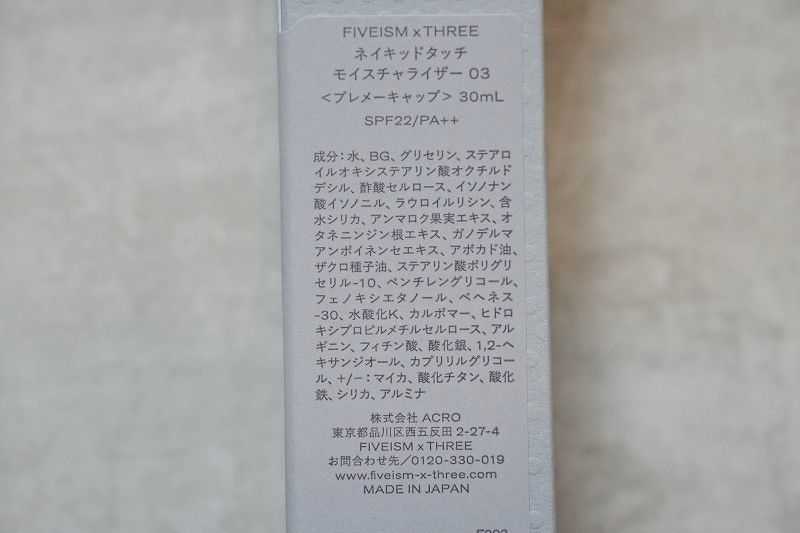 FIVEISM x THREE
ネイキッドタッチ
モイスチャライザー 03
＜プレメーキャップ＞ 30mL
SPF22/PA++
成分：水、BG、グリセリン、ステアロ
イルオキシステアリン酸オクチルド
デシル、酢酸セルロース、イソノナン
酸イソノニル、ラウロイルリシン、含
水シリカ、アンマロク果実エキス、オ
タネニンジン根エキス、ガノデルマ
アンボイネンセエキス、アボカド油、
ザクロ種子油、ステアリン酸ポリグリ
セリル-10、ペンチレングリコール、
フェノキシエタノール、ベヘネス
-30、水酸化K、カルボマー、ヒドロ
キシプロピルメチルセルロース、アル
ギニン、フィチン酸、酸化銀、1,2-ヘ
キサンジオール、カプリリルグリコー
ル、+/−：マイカ、酸化チタン、酸化
鉄、シリカ、アルミナ
株式会社 ACRO
東京都品川区西五反田 2-27-4
FIVEISM x THREE
お問合わせ先／0120-330-019
www.fiveism-x-three.com
MADE IN JAPAN